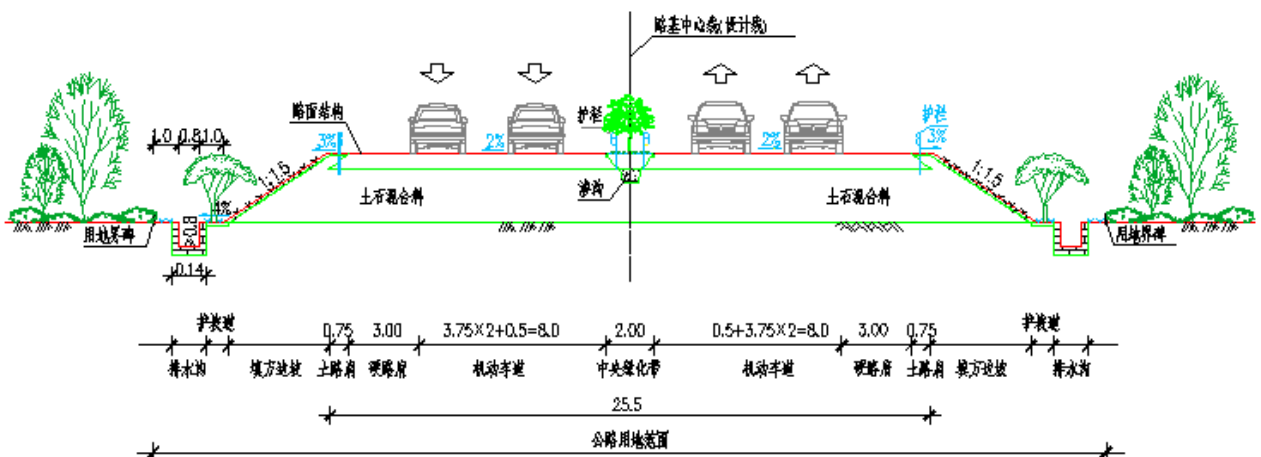 路基中心线(设计线)
路面结构
护栏
护栏
1.0 0.8 1.0
3%
2%
2%
3%
1:1.5
1:1.5
渗沟
土石混合料
土石混合料
4%
用地界碑
用地界碑
0.8
0.14
护坡道
0.75 3.00 3.75X2+0.5=8.0 2.00 0.5+3.75X2=8.0 3.00 0.75
护坡道
排水沟 填方边坡 土路肩 硬路肩 机动车道 中央绿化带 机动车道 硬路肩 土路肩 填方边坡 排水沟
25.5
公路用地范围